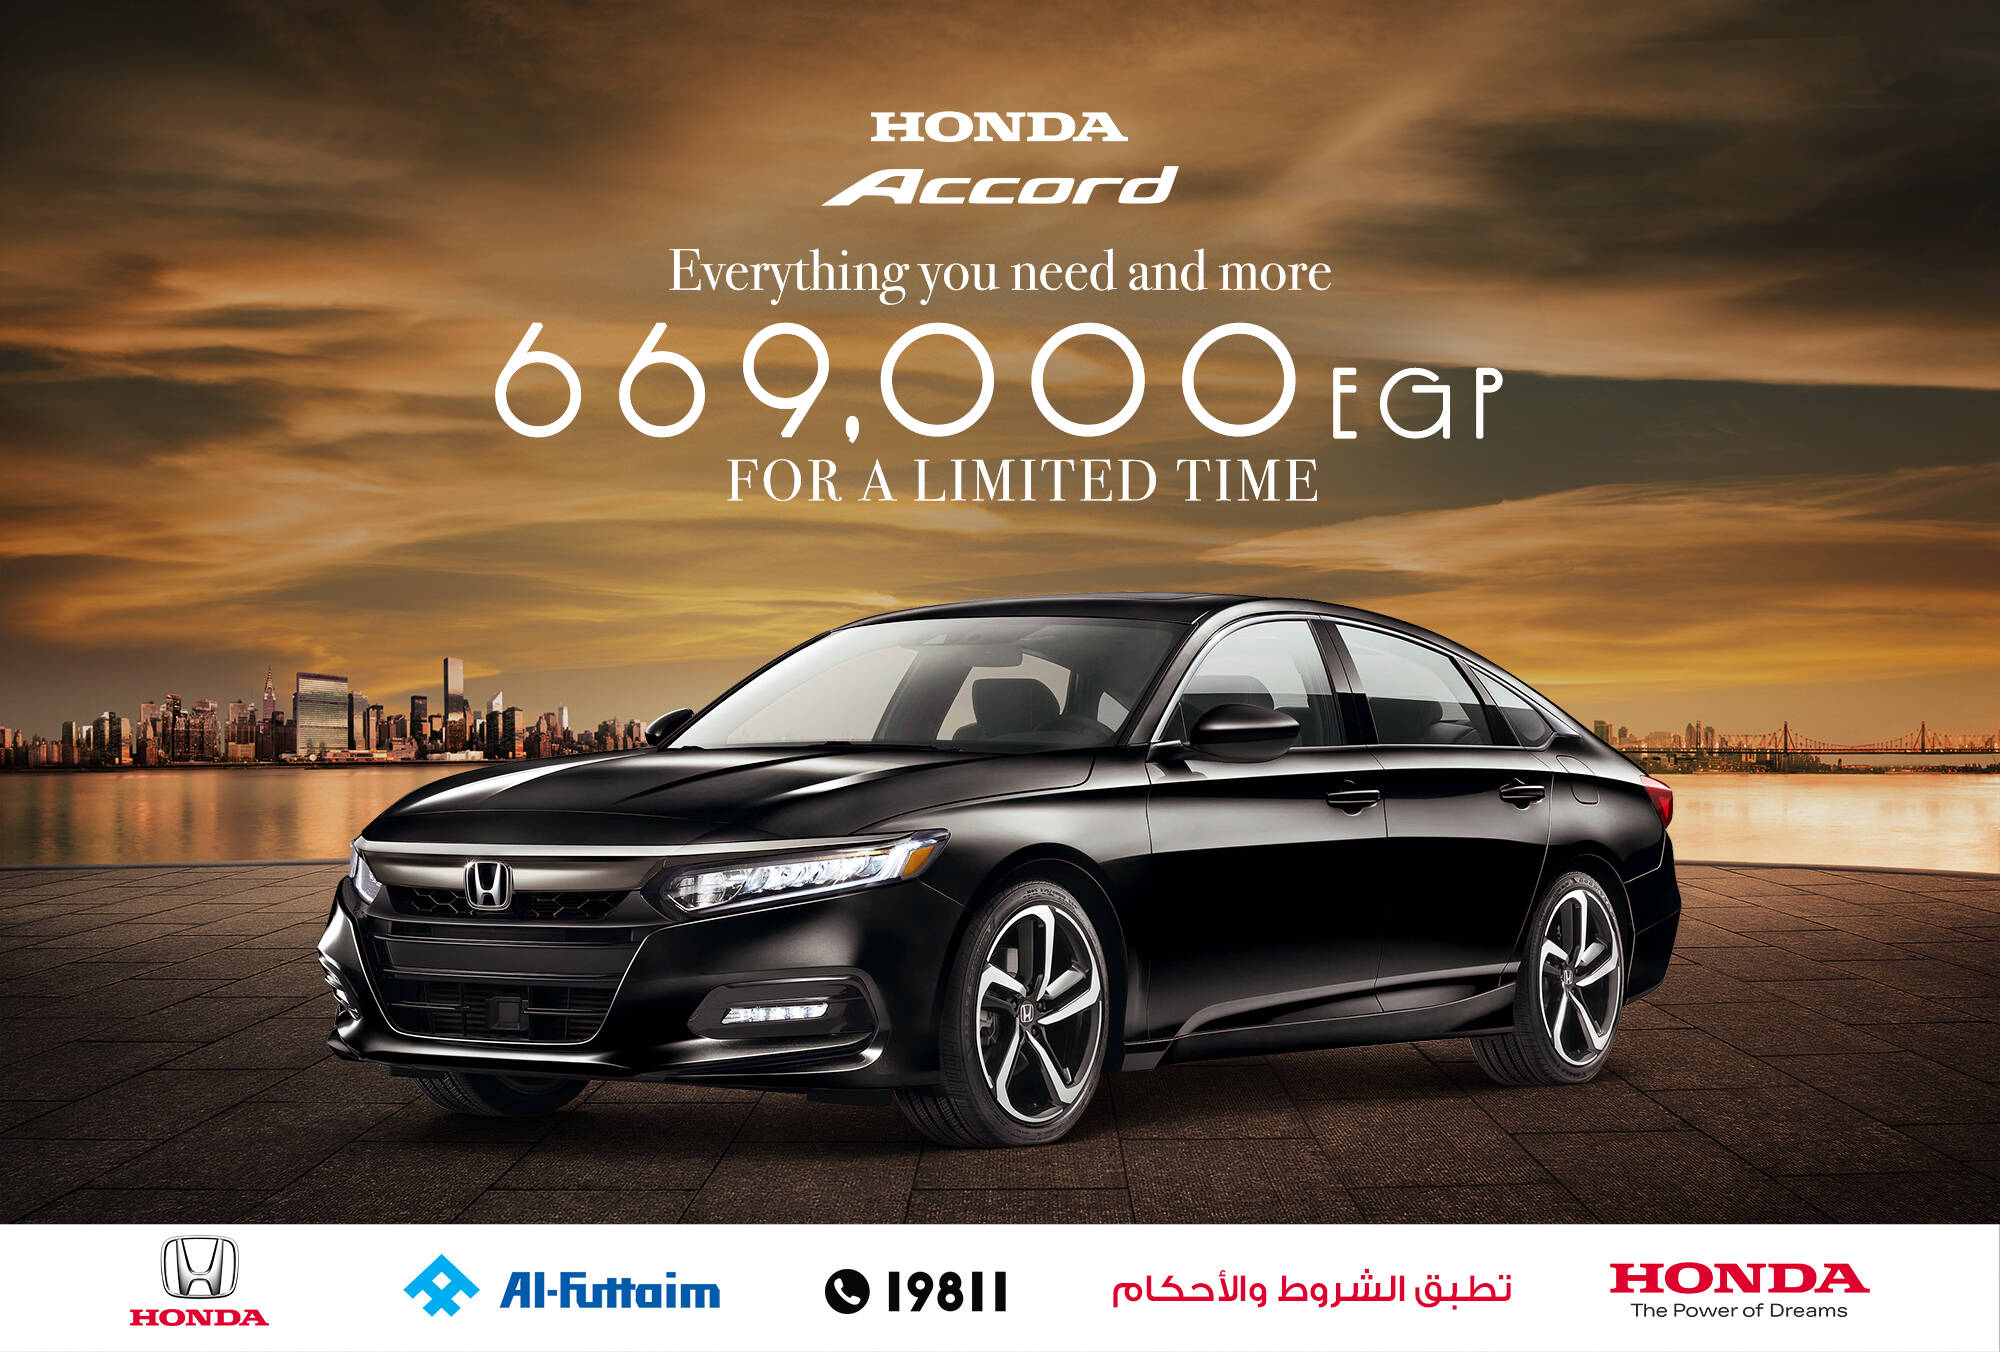 HONDA
Accord
Everything you need and more
669,000 EGP
FOR A LIMITED TIME
HONDA
Al-Futtaim
19811
تطبق الشروط والأحكام
HONDA
The Power of Dreams